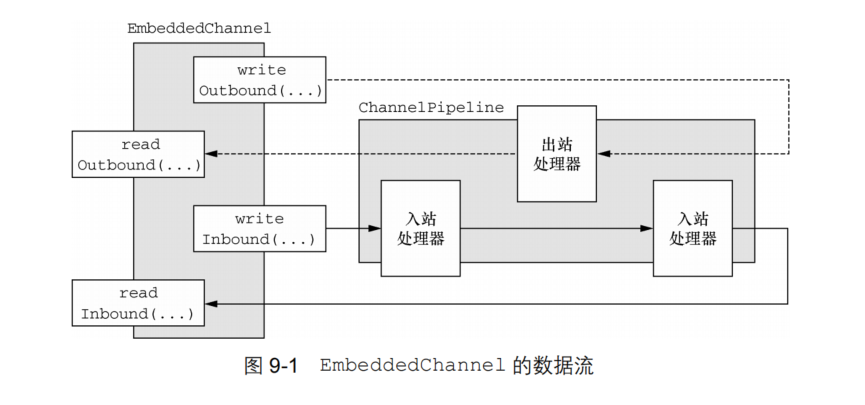 EmbeddedChannel
write
Outbound(...)
ChannelPipeline
read
Outbound(...)
出站
处理器
write
Inbound(...)
入站
处理器
入站
处理器
read
Inbound(...)
图 9-1 EmbeddedChannel 的数据流